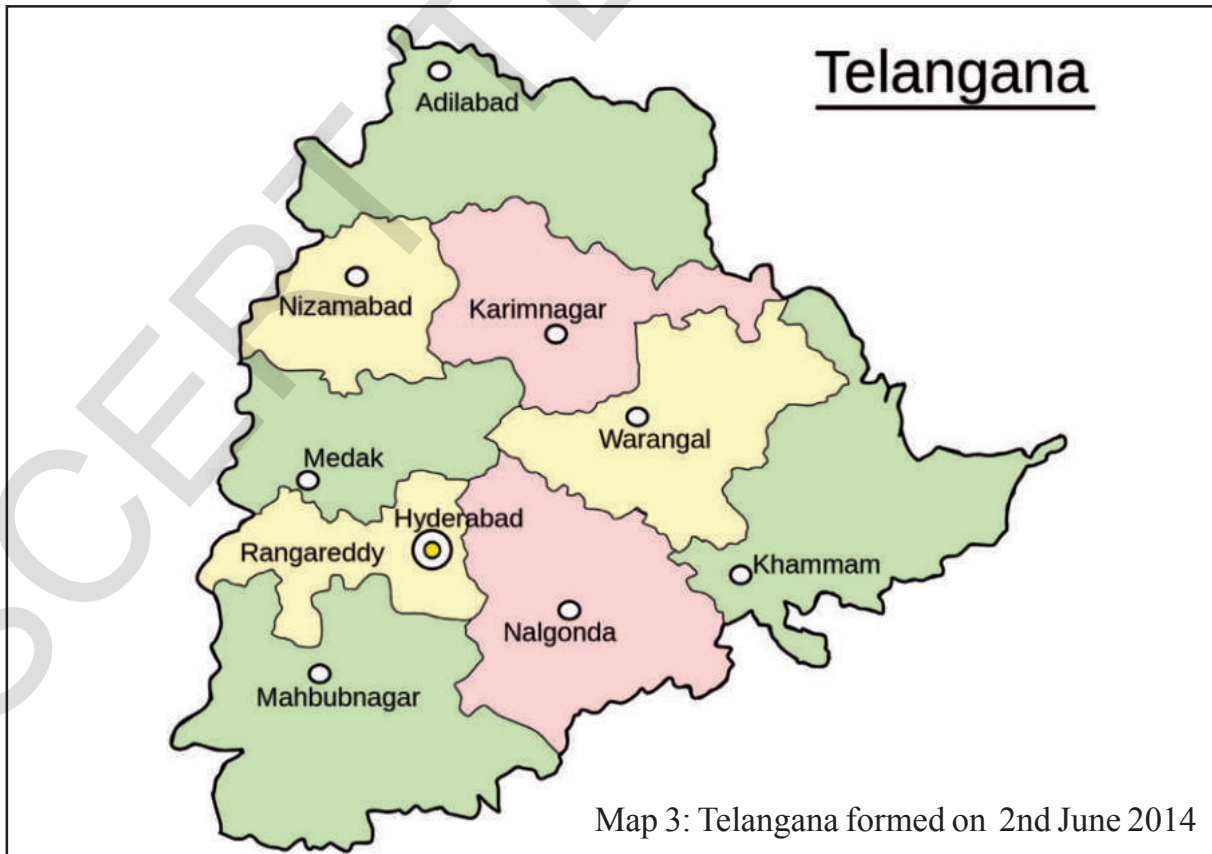 Telangana
Adilabad
Nizamabad
Karimnagar
Warangal
Medak
Hyderabad
Rangareddy
Khammam
Nalgonda
Mahbubnagar
Map 3: Telangana formed on 2nd June 2014